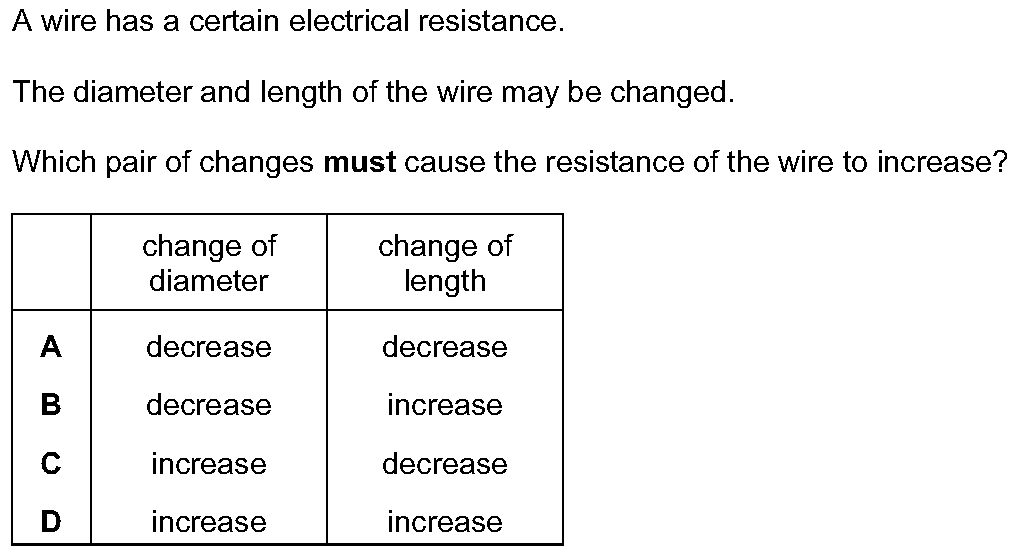 A wire has a certain electrical resistance.
The diameter and length of the wire may be changed.
Which pair of changes must cause the resistance of the wire to increase?
change of diameter change of length
A decrease decrease
B decrease increase
C increase decrease
D increase increase